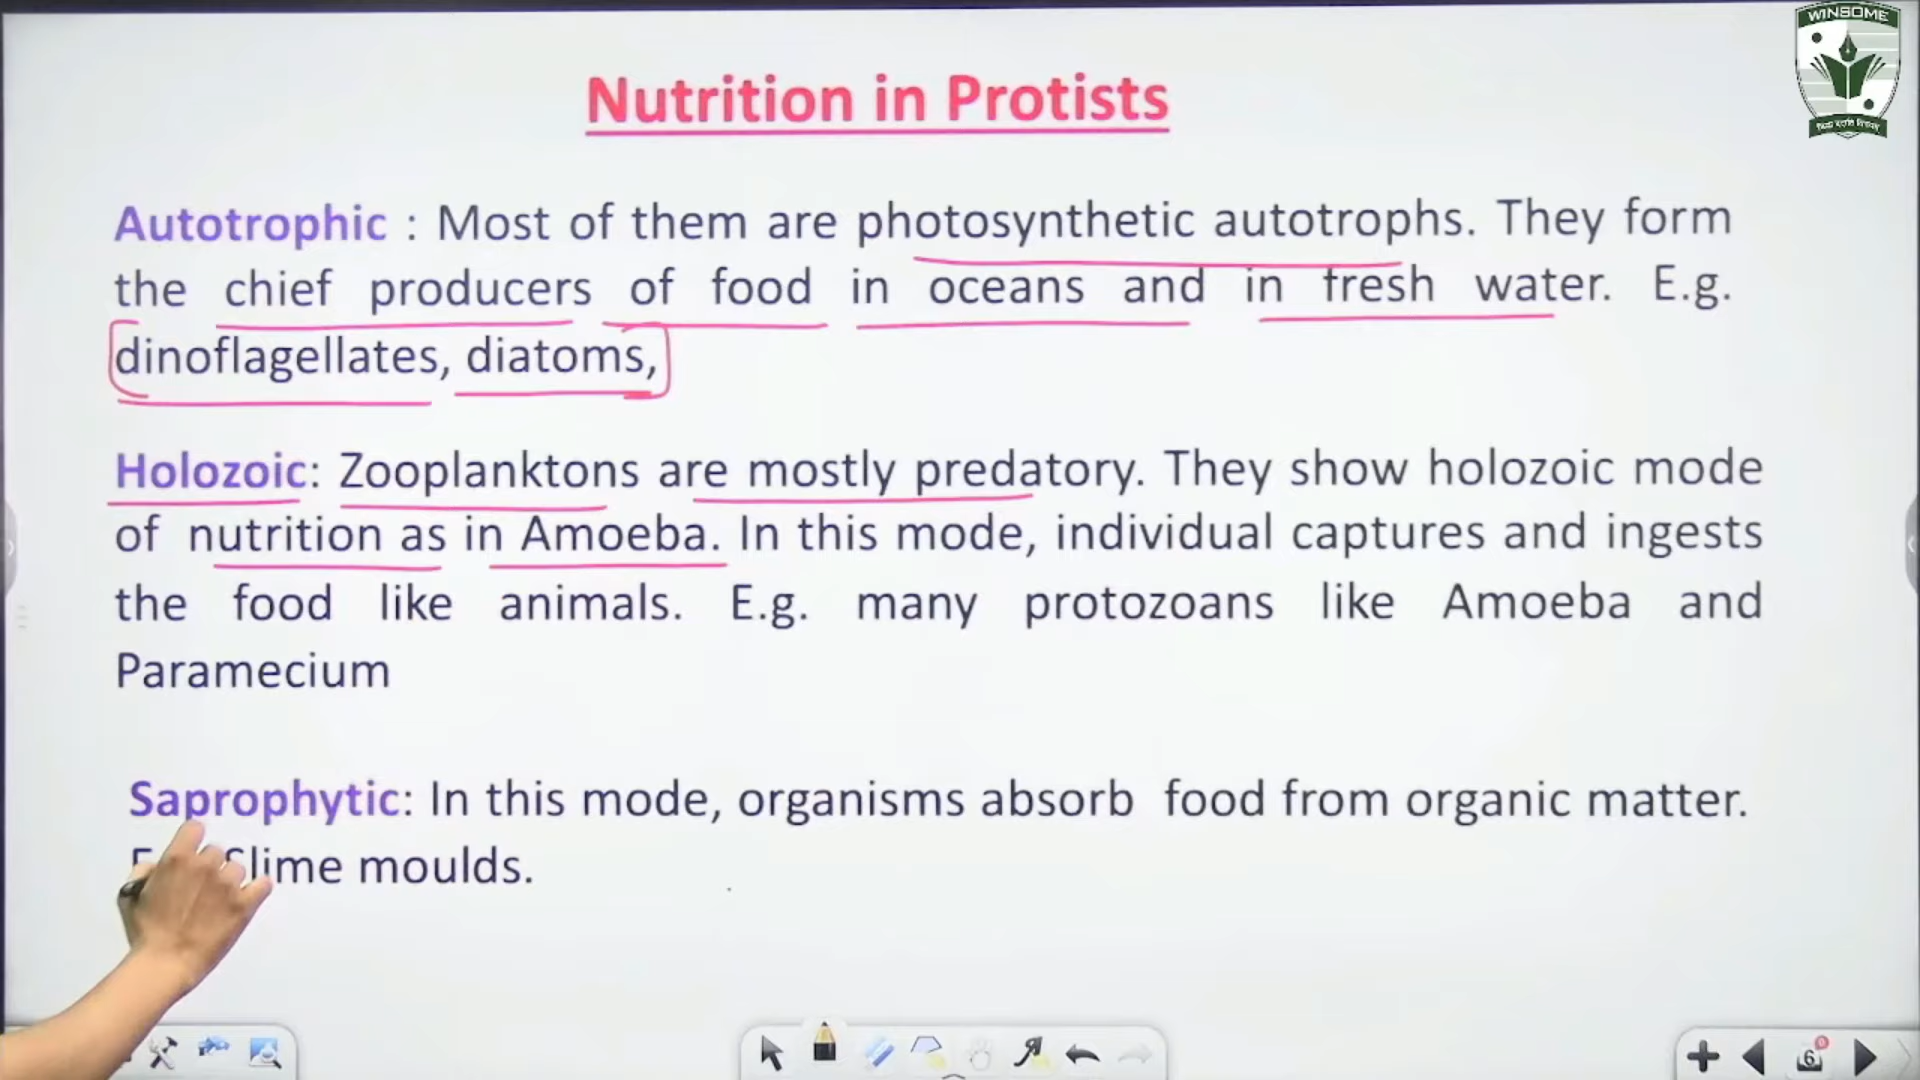 WINSOME
Nutrition in Protists
Autotrophic : Most of them are photosynthetic autotrophs. They form
the chief producers of food in oceans and in fresh water. E.g.
dinoflagellates, diatoms,
Holozoic: Zooplanktons are mostly predatory. They show holozoic mode
of nutrition as in Amoeba. In this mode, individual captures and ingests
the food like animals. E.g. many protozoans like Amoeba and
Paramecium
Saprophytic: In this mode, organisms absorb food from organic matter.
Slime moulds.
6